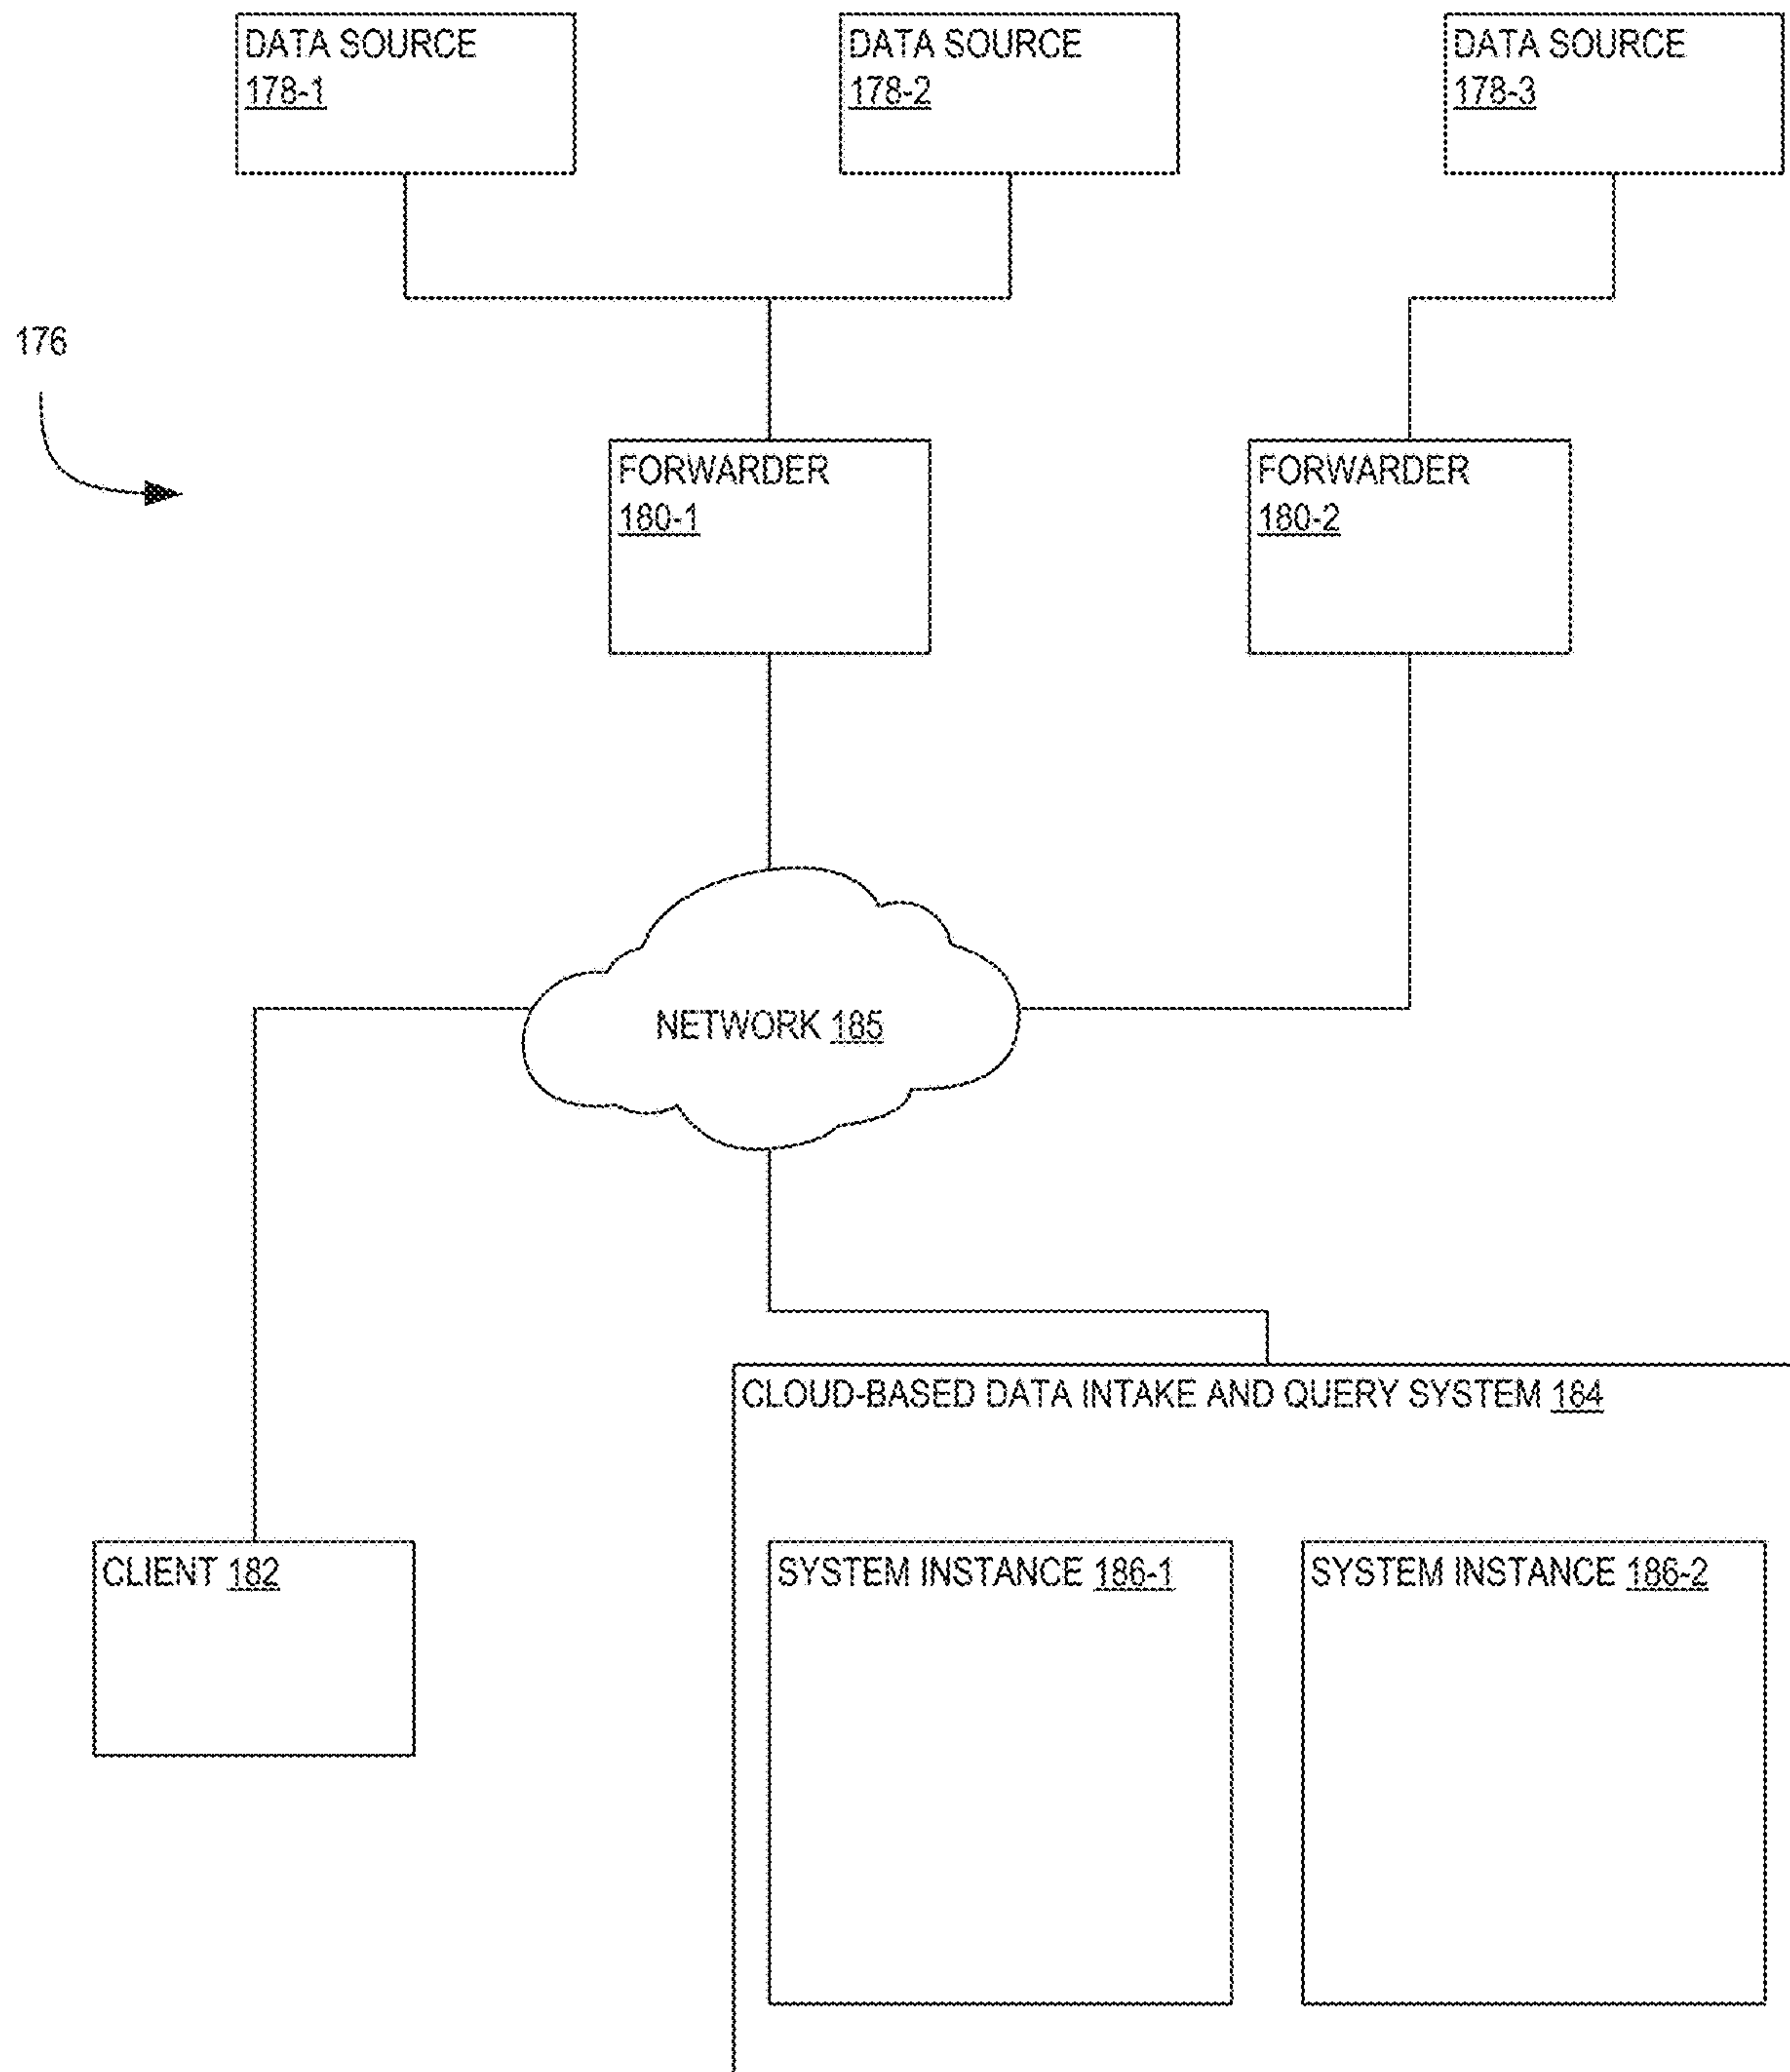 DATA SOURCE
178-1
DATA SOURCE
178-2
DATA SOURCE
178-3
176
FORWARDER
180-1
FORWARDER
180-2
NETWORK 185
CLOUD-BASED DATA INTAKE AND QUERY SYSTEM 184
CLIENT 182
SYSTEM INSTANCE 186-1
SYSTEM INSTANCE 186-2